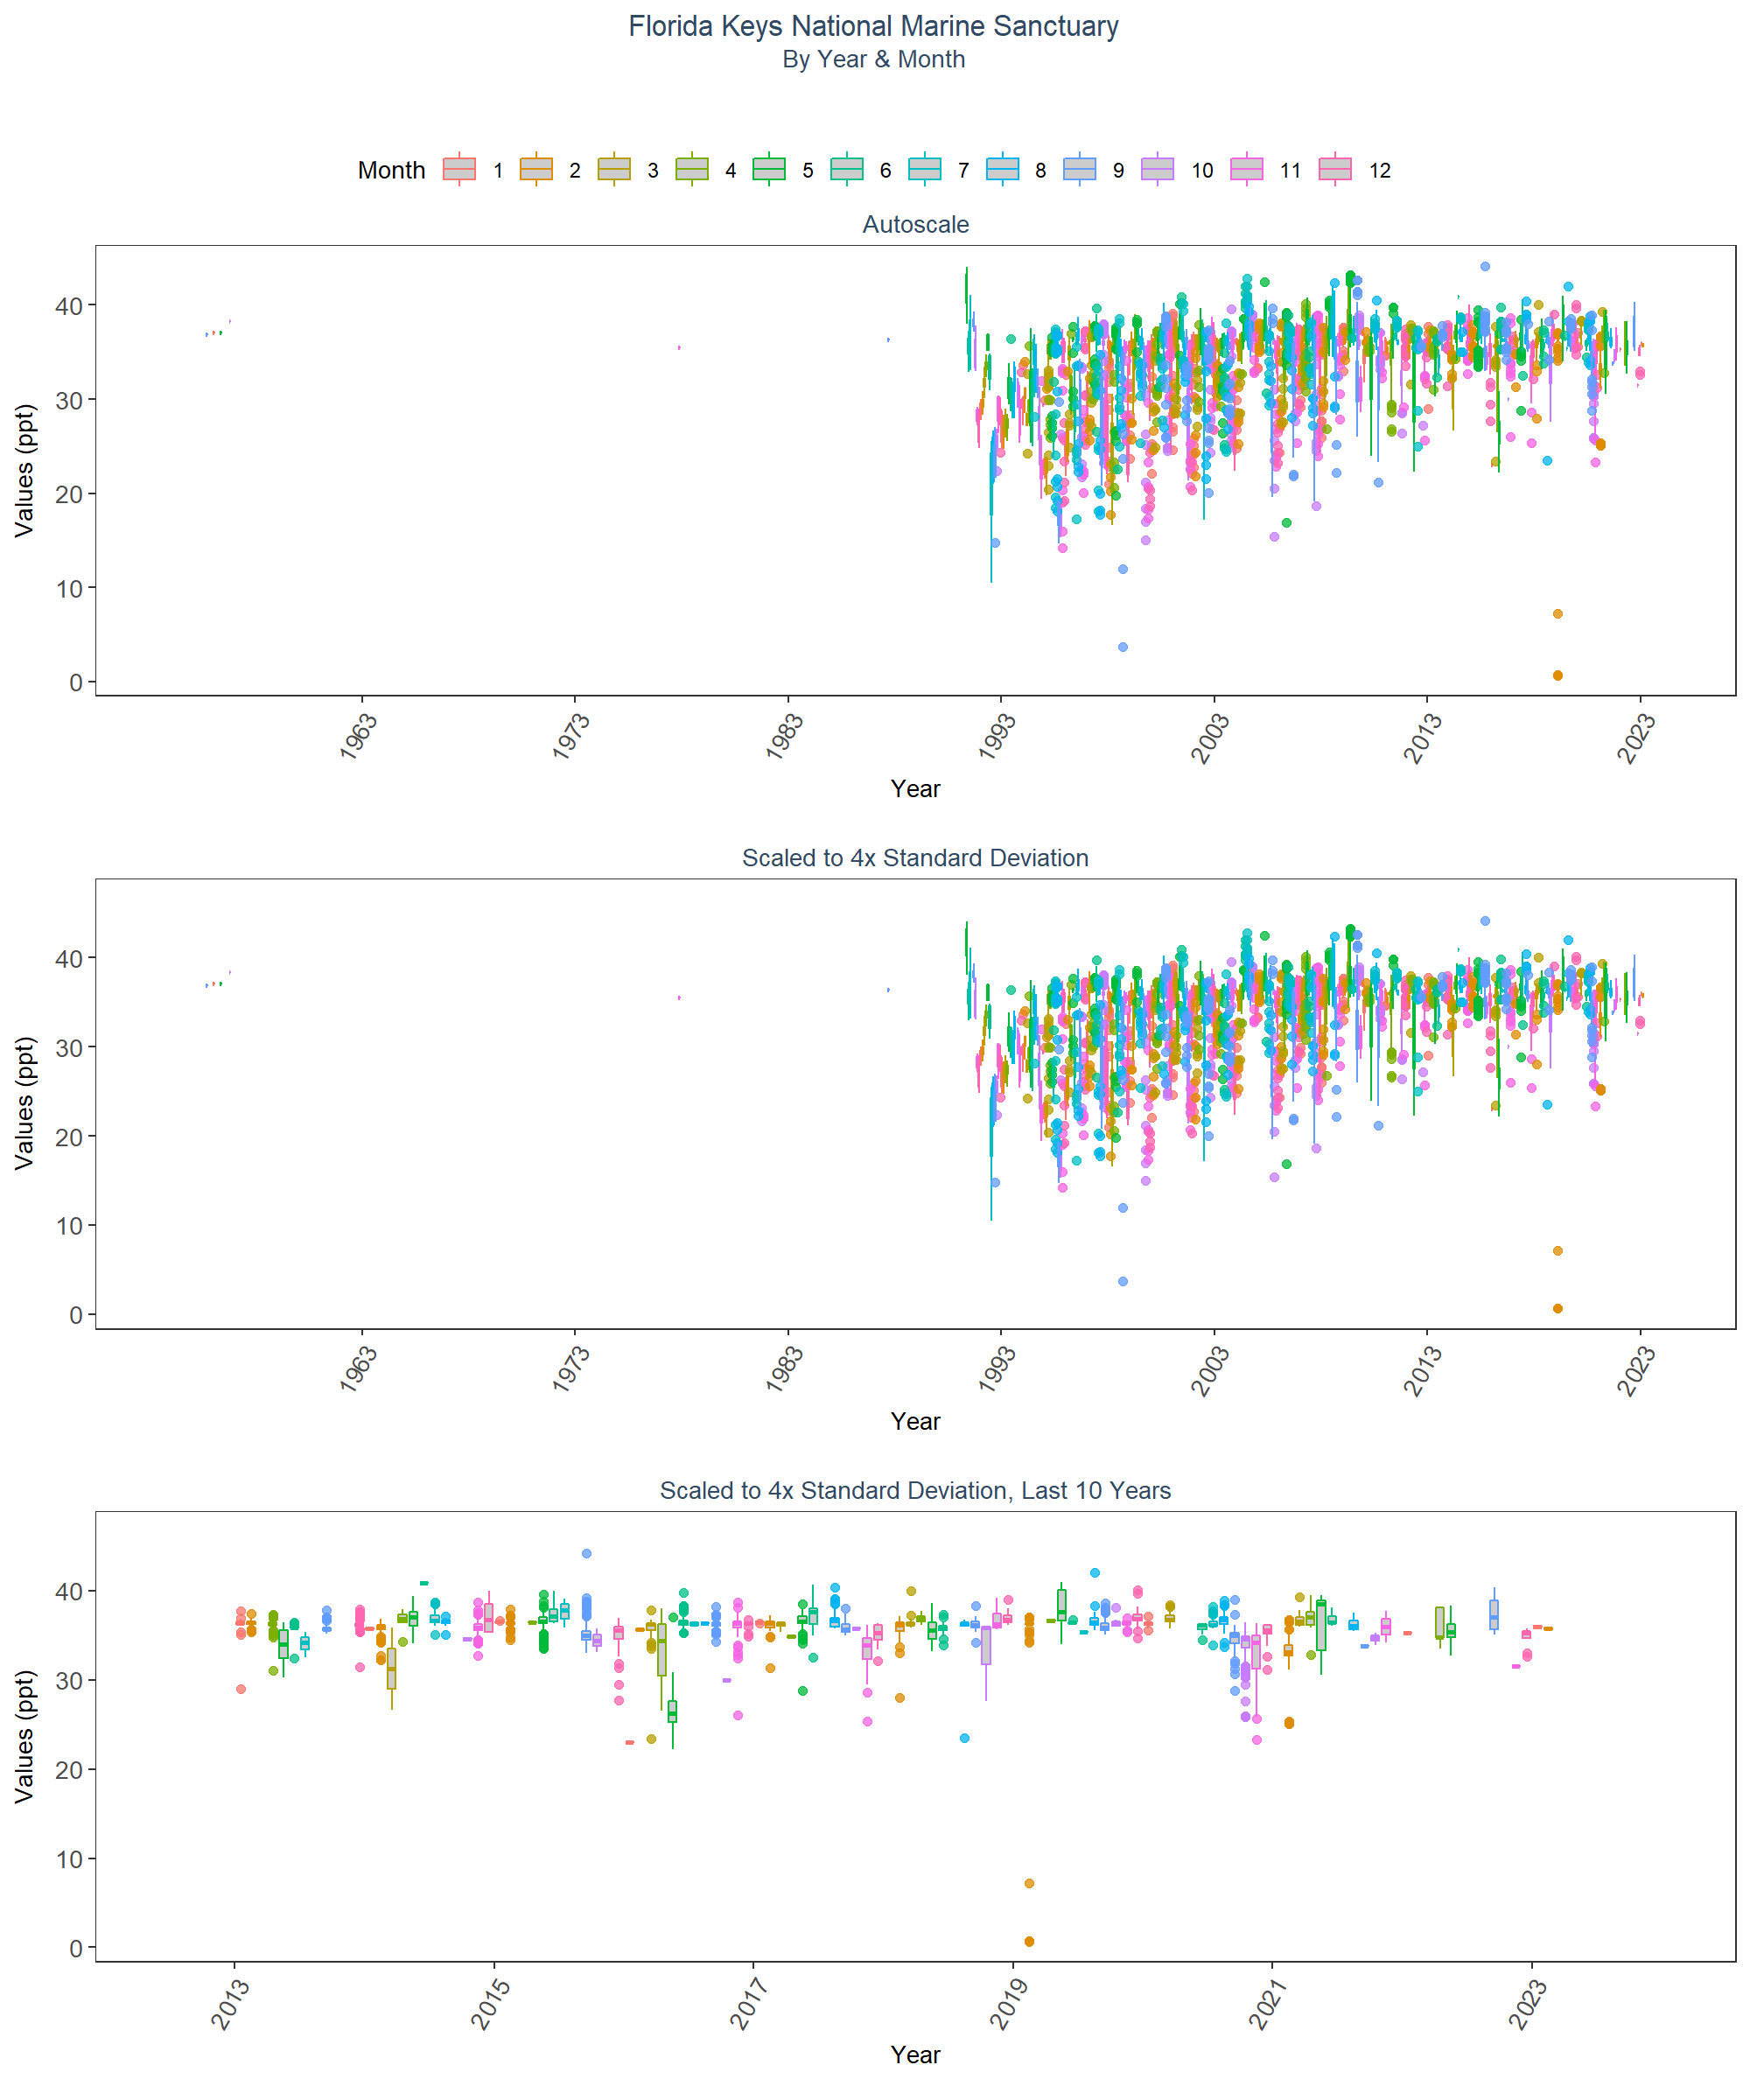 Florida Keys National Marine Sanctuary
By Year & Month
Month 1 2 3 4 5 6 7 8 9 10 11 12
Autoscale
Values (ppt)
40
30
20
10
0
1963 1973 1983 1993 2003 2013 2023
Year
Scaled to 4x Standard Deviation
Values (ppt)
40
30
20
10
0
1963 1973 1983 1993 2003 2013 2023
Year
Scaled to 4x Standard Deviation, Last 10 Years
Values (ppt)
40
30
20
10
0
2013 2015 2017 2019 2021 2023
Year